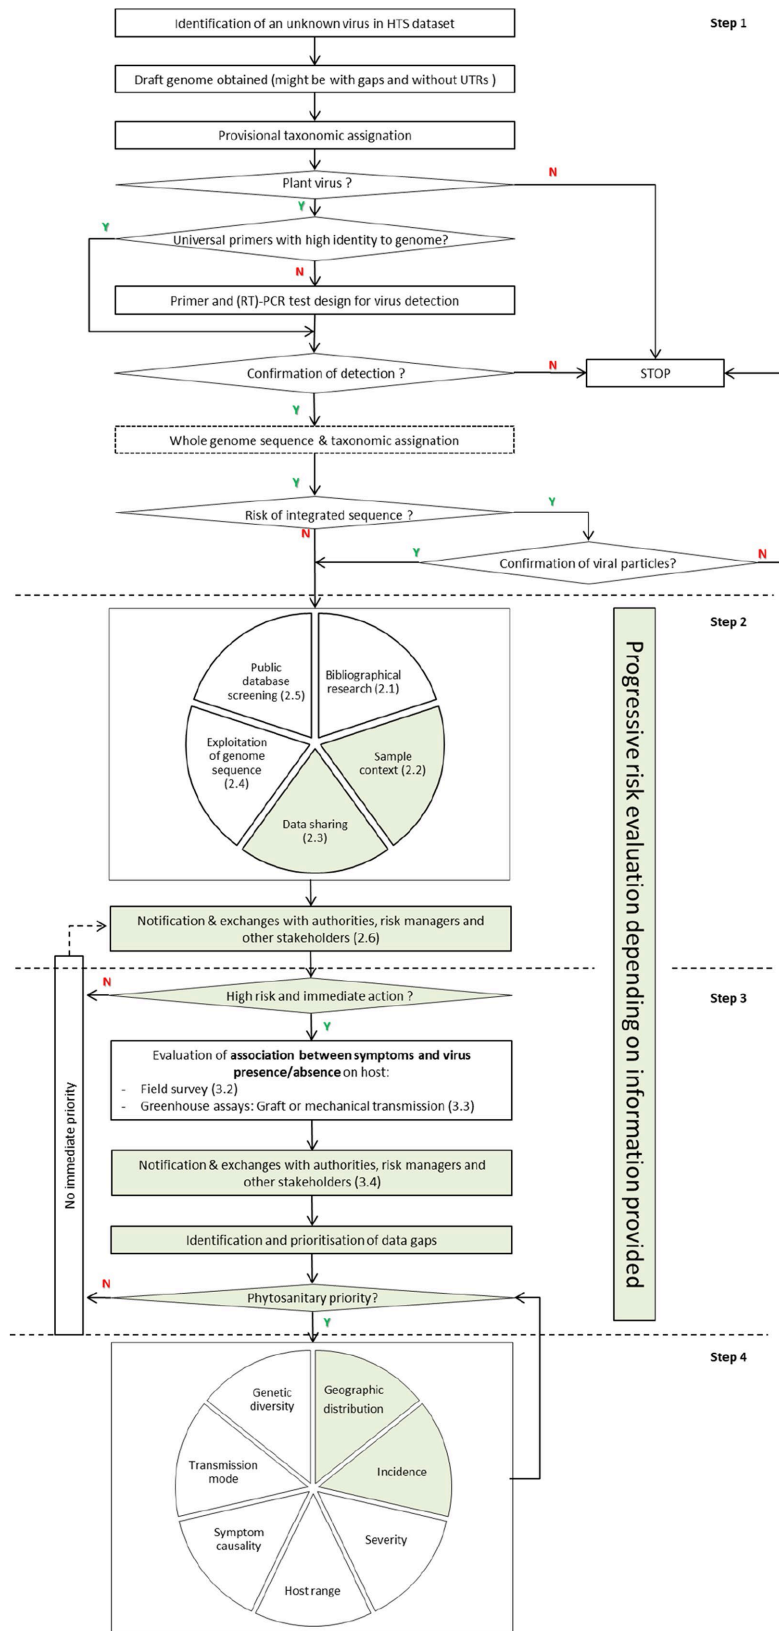 Identification of an unknown virus in HTS dataset
Step 1
Draft genome obtained (might be with gaps and without UTRs )
Provisional taxonomic assignation
N
Plant virus ?
Y
Y
Universal primers with high identity to genome?
N
Primer and (RT)-PCR test design for virus detection
Confirmation of detection ?
N
STOP
Y
Whole genome sequence & taxonomic assignation
Y
Risk of integrated sequence ?
Y
N
Y
Confirmation of viral particles?
N
Step 2
Public
database
screening (2.5)
Bibliographical
research (2.1)
Exploitation
of genome
sequence
(2.4)
Sample
context (2.2)
Data sharing
(2.3)
Progressive risk evaluation depending on information provided
Notification & exchanges with authorities, risk managers and
other stakeholders (2.6)
Step 3
N
High risk and immediate action ?
Y
Evaluation of association between symptoms and virus
presence/absence on host:
- Field survey (3.2)
- Greenhouse assays: Graft or mechanical transmission (3.3)
No immediate priority
Notification & exchanges with authorities, risk managers and
other stakeholders (3.4)
Identification and prioritisation of data gaps
N
Phytosanitary priority?
Y
Step 4
Genetic
diversity
Geographic
distribution
Transmission
mode
Incidence
Symptom
causality
Severity
Host range